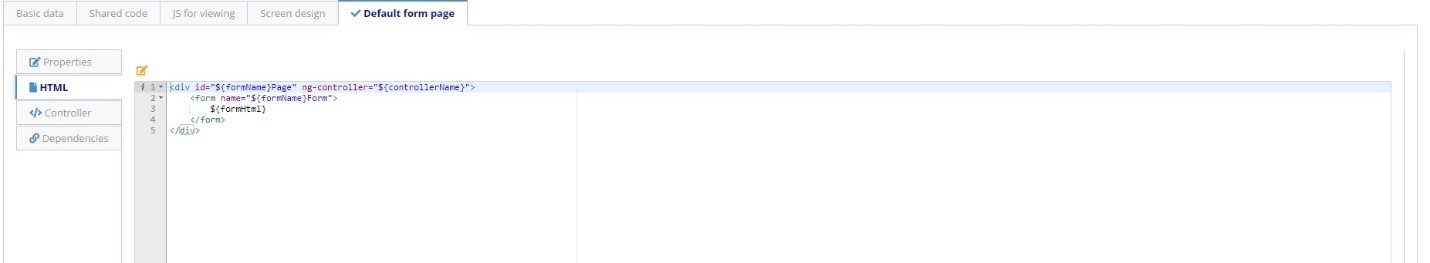 Basic data Shared code JS for viewing Screen design Default form page
Properties
HTML
Controller
Dependencies
i 1 <div id="${formName}Page" ng-controller="${controllerName}">
2 <form name="${formName}Form">
3 ${formHtml}
4 </form>
5 </div>